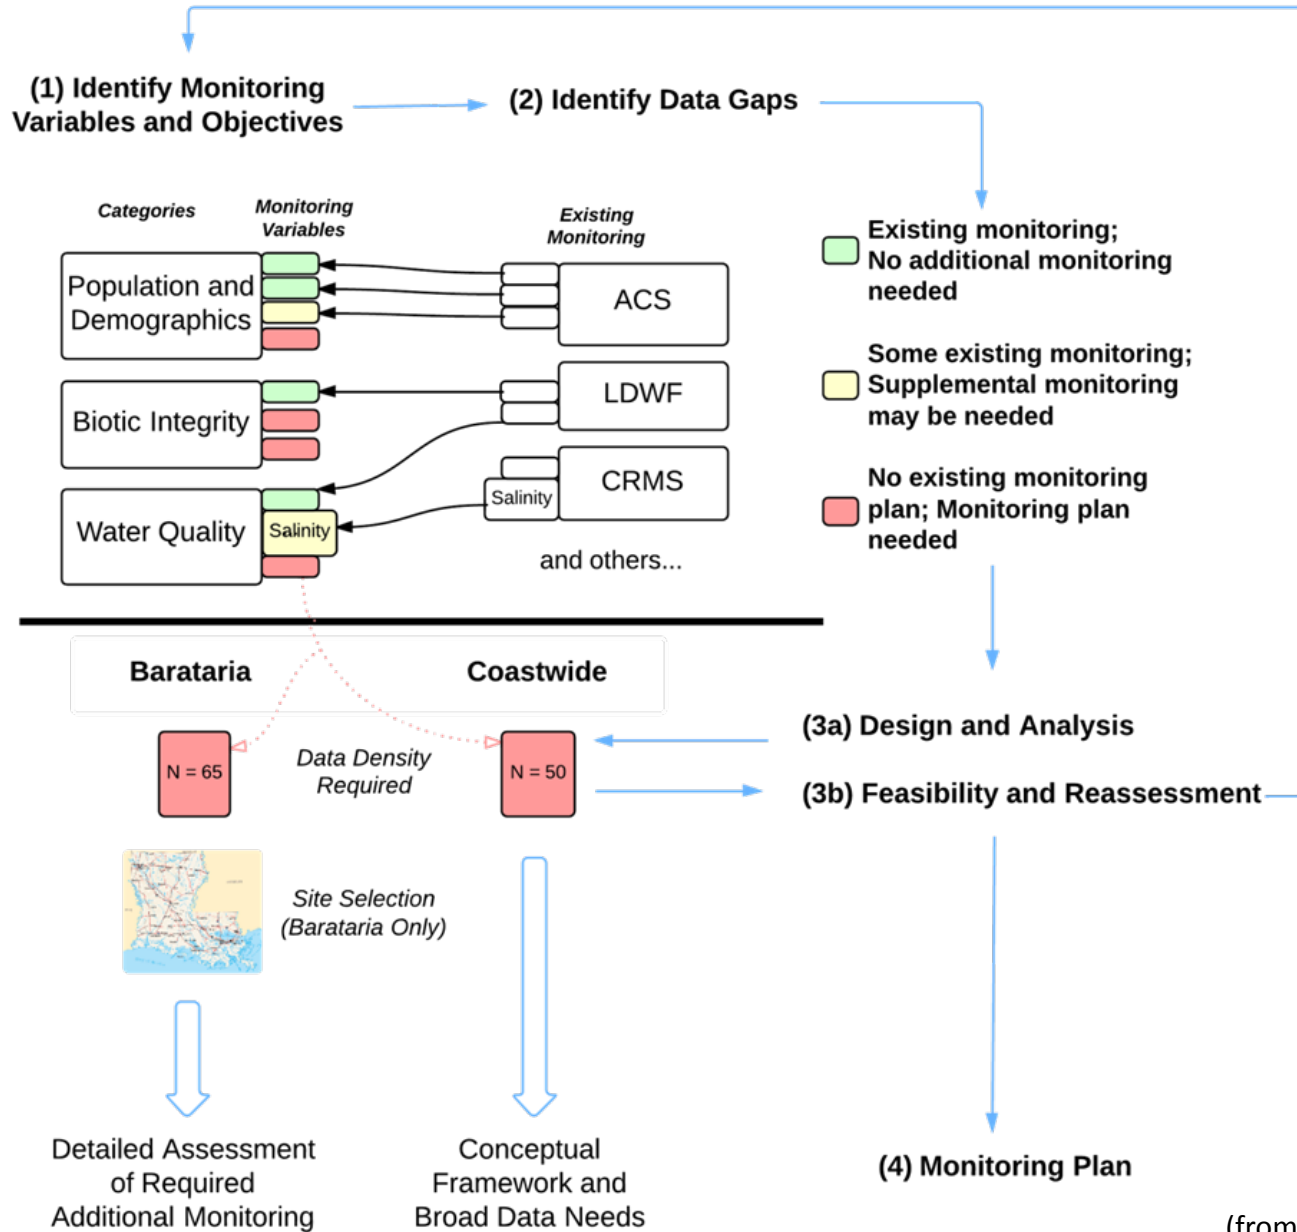 (1) Identify Monitoring
Variables and Objectives
(2) Identify Data Gaps
Categories
Monitoring
Variables
Existing
Monitoring
Population and
Demographics
ACS
Biotic Integrity
LDWF
Water Quality
Salinity
Salinity
CRMS
and others...
Existing monitoring;
No additional monitoring
needed
Some existing monitoring;
Supplemental monitoring
may be needed
No existing monitoring
plan; Monitoring plan
needed
Barataria
Coastwide
N = 65
Data Density
Required
N = 50
(3a) Design and Analysis
(3b) Feasibility and Reassessment
Site Selection
(Barataria Only)
Detailed Assessment
of Required
Additional Monitoring
Conceptual
Framework and
Broad Data Needs
(4) Monitoring Plan
(from